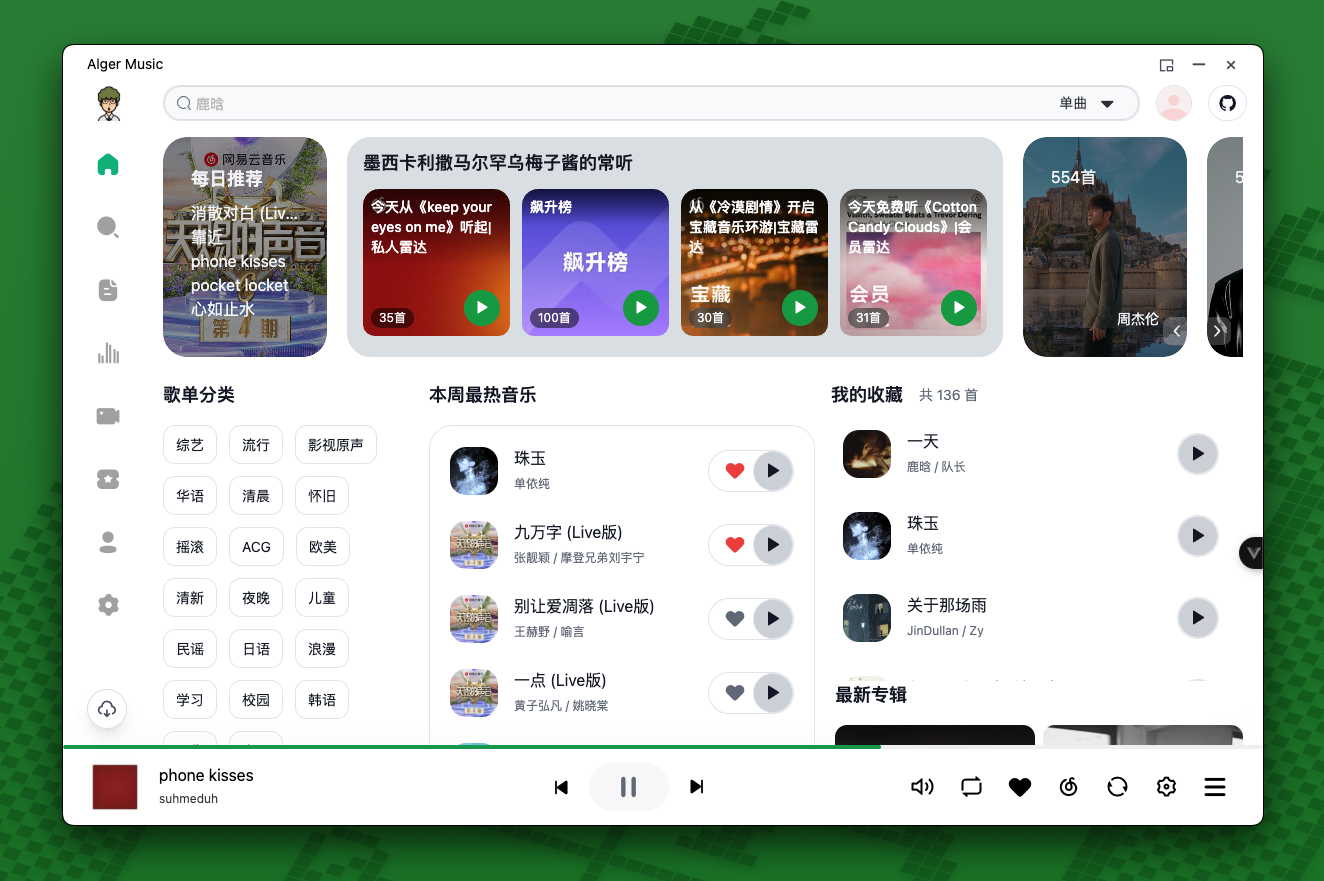 Alger Music
鹿晗
单曲
网易云音乐
每日推荐
消散对白 (Liv...
靠近
phone kisses
pocket locket
心如止水
第4期
墨西卡利撒马尔罕乌梅子酱的常听
今天从《keep your
eyes on me》听起|
私人雷达
35首
飙升榜
飙升榜
100首
从《冷漠剧情》开启
宝藏音乐环游|宝藏雷
达
宝藏
30首
今天免费听《Cotton
Candy Clouds》|会
员雷达
会员
31首
554首
周杰伦
5
歌单分类
综艺
流行
影视原声
华语
清晨
怀旧
摇滚
ACG
欧美
清新
夜晚
儿童
民谣
日语
浪漫
学习
校园
韩语
本周最热音乐
珠玉
单依纯
九万字 (Live版)
张靓颖 / 摩登兄弟刘宇宁
别让爱凋落 (Live版)
王赫野 / 喻言
一点 (Live版)
黄子弘凡 / 姚晓棠
我的收藏
共 136 首
一天
鹿晗 / 队长
珠玉
单依纯
关于那场雨
JinDullan / Zy
最新专辑
phone kisses
suhmeduh